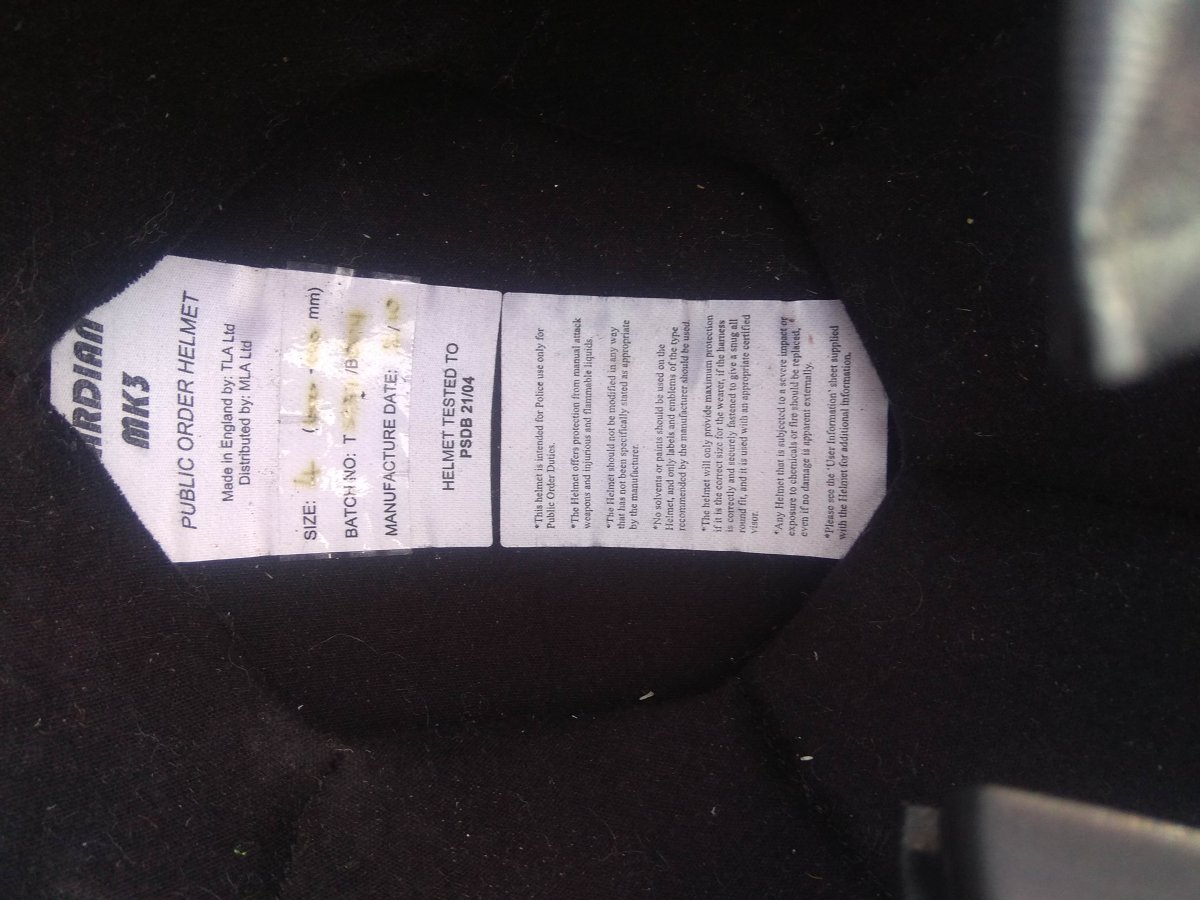 ARDIAN
MK3
PUBLIC ORDER HELMET
Made in England by: TLA Ltd
Distributed by: MLA Ltd
SIZE: ( - mm)
BATCH NO: T /B
MANUFACTURE DATE: /
HELMET TESTED TO
PSDB 21/04
*This helmet is intended for Police use only for
Public Order Duties.
*The Helmet offers protection from manual attack
weapons and injurious and flammable liquids.
*The Helmet should not be modified in any way
that has not been specifically stated as appropriate
by the manufacturer.
*No solvents or paints should be used on the
Helmet, and only labels and emblems of the type
recommended by the manufacturer should be used.
*The helmet will only provide maximum protection
if it is the correct size for the wearer, if the harness
is correctly and securely fastened to give a snug all
round fit, and it is used with an appropriate certified
visor.
*Any Helmet that is subjected to a severe impact or
exposure to chemicals or fire should be replaced,
even if no damage is apparent externally.
*Please see the 'User Information' sheet supplied
with the Helmet for additional Information.